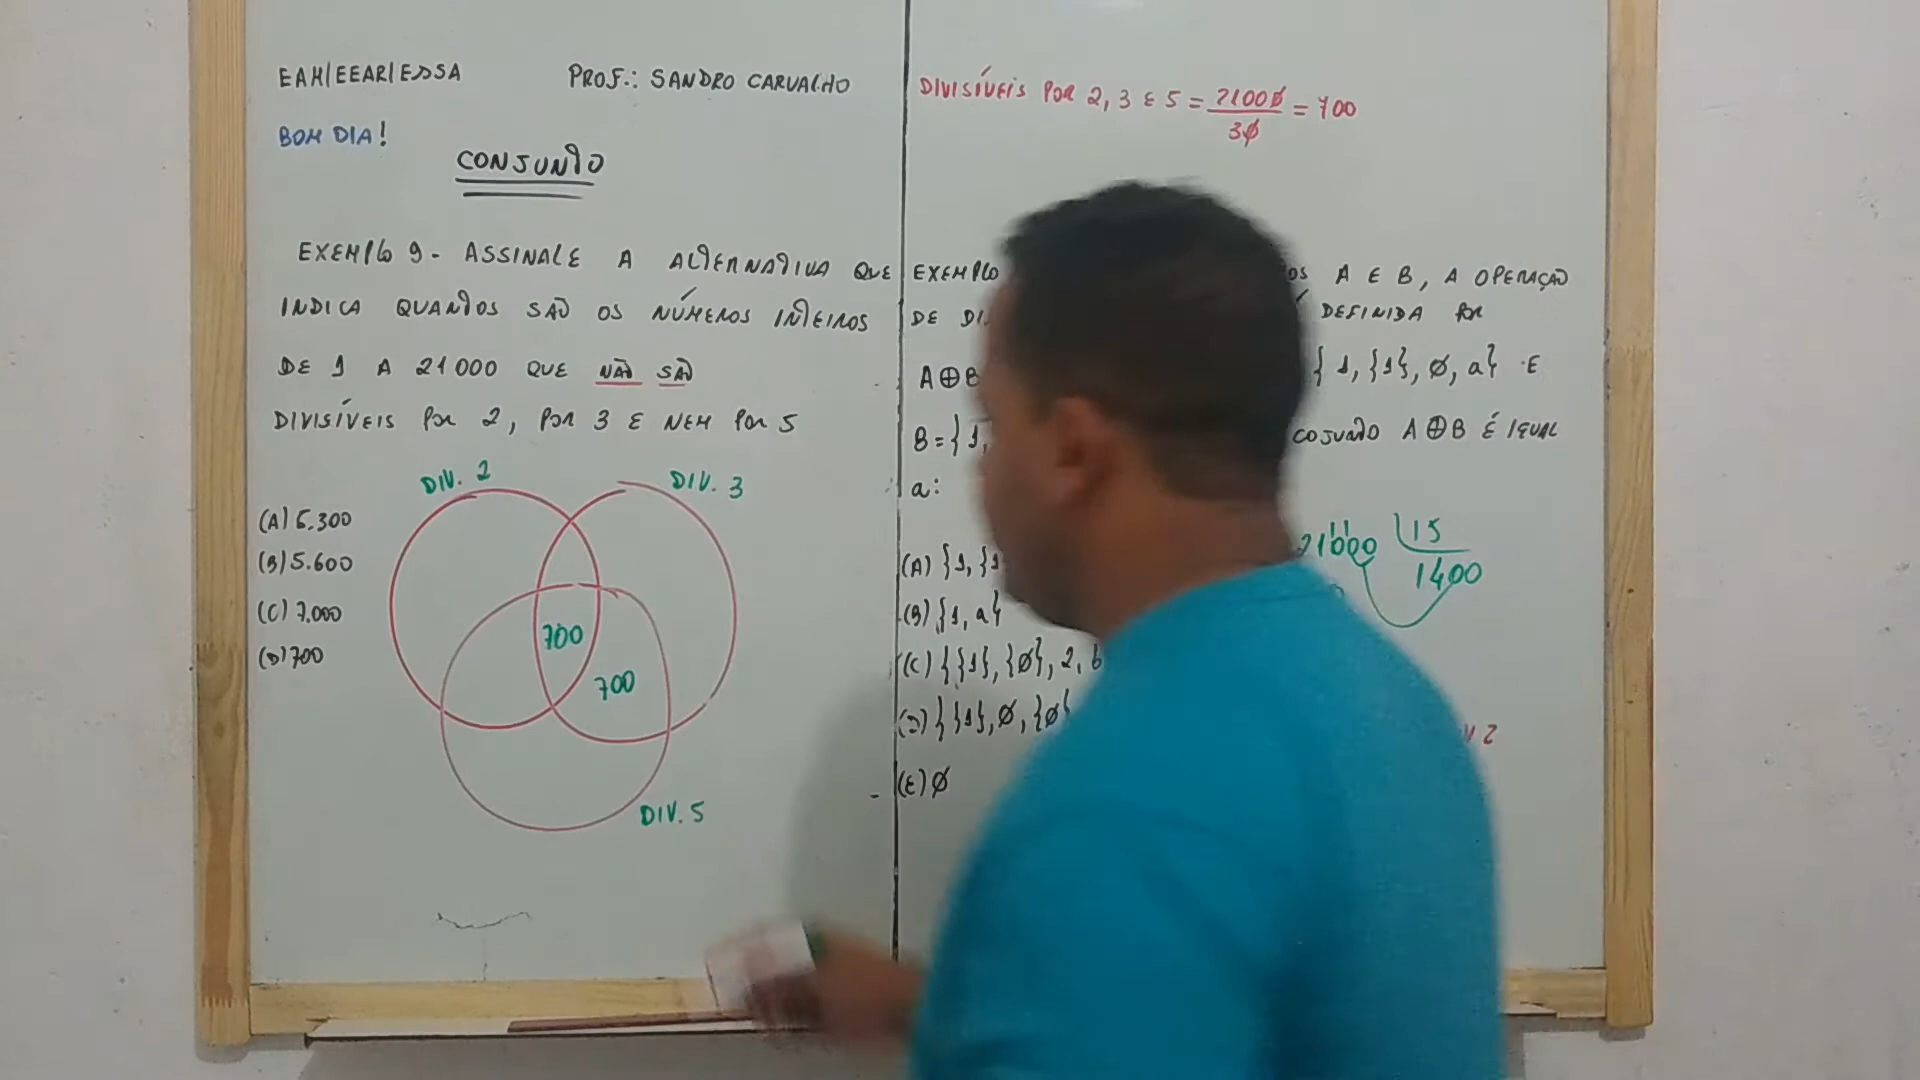 EAM/EEAR/ESSA
PROF.: SANDRO CARVALHO
BOM DIA!
CONJUNTO
EXEMPLO 9- ASSINALE A ALTERNATIVA QUE
INDICA QUANTOS SÃO OS NÚMEROS INTEIROS
DE 1 A 21000 QUE NÃO SÃO
DIVISÍVEIS POR 2, POR 3 E NEM POR 5
DIV. 2
DIV. 3
(A) 5.300
(B) 5.600
(C) 7.000
(D) 700
700
700
DIV. 5
DIVISÍVEIS POR 2, 3 E 5 = 21000/30 = 700
EXEMPLO OS A E B, A OPERAÇÃO
DE DEFINIDA POR
A⊕B { 1, {1}, Ø, a} E
B={1, COJUNTO A⊕B É IGUAL
a:
(A) {1, {1
(B) {1, a}
(C) {{1}, {Ø}, 2, b
(D) {{1}, Ø, {Ø}
(E) Ø
21000 15
1400
2